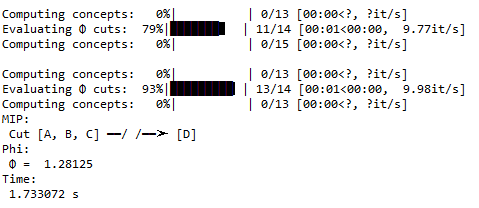 Computing concepts:   0%|          | 0/13 [00:00<?, ?it/s]
Evaluating Φ cuts:  79%|███████▊  | 11/14 [00:01<00:00,  9.77it/s]
Computing concepts:   0%|          | 0/15 [00:00<?, ?it/s]
Computing concepts:   0%|          | 0/13 [00:00<?, ?it/s]
Evaluating Φ cuts:  93%|█████████▎| 13/14 [00:01<00:00,  9.98it/s]
Computing concepts:   0%|          | 0/13 [00:00<?, ?it/s]
MIP:
Cut [A, B, C] ━━/ /━━➤ [D]
Phi:
Φ =  1.28125
Time:
1.733072 s